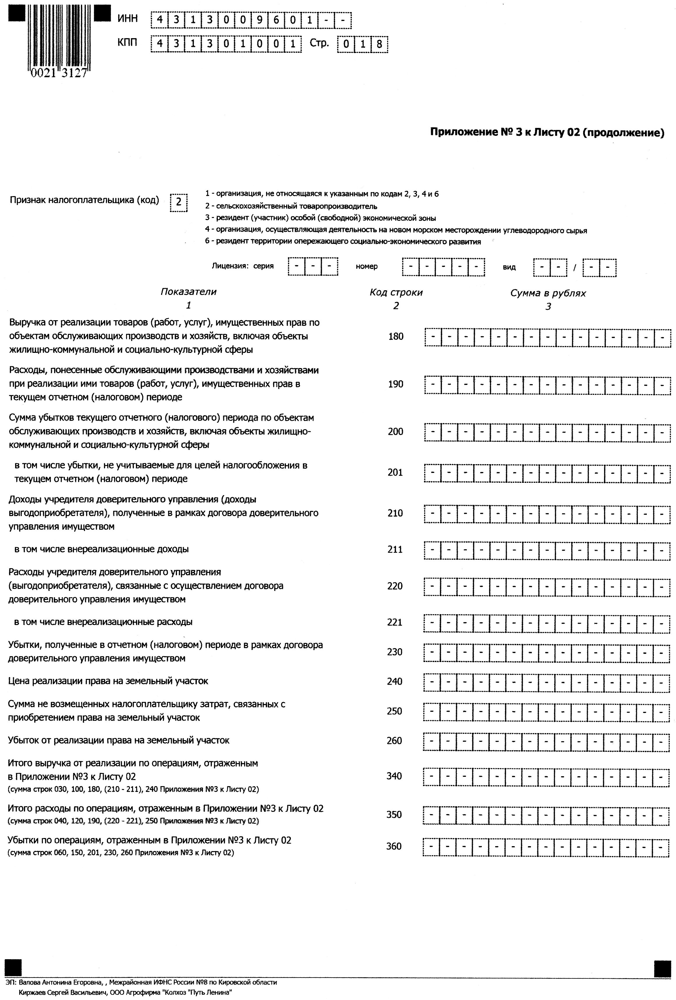 ИНН 4313009601--
КПП 431301001 Стр. 018
0021 3127
Приложение № 3 к Листу 02 (продолжение)
Признак налогоплательщика (код) 2
1 - организация, не относящаяся к указанным по кодам 2, 3, 4 и 6
2 - сельскохозяйственный товаропроизводитель
3 - резидент (участник) особой (свободной) экономической зоны
4 - организация, осуществляющая деятельность на новом морском месторождении углеводородного сырья
6 - резидент территории опережающего социально-экономического развития
Лицензия: серия --- номер ----- вид -- / --
Показатели Код строки Сумма в рублях
1 2 3
Выручка от реализации товаров (работ, услуг), имущественных прав по
объектам обслуживающих производств и хозяйств, включая объекты 180 ---------------
жилищно-коммунальной и социально-культурной сферы
Расходы, понесенные обслуживающими производствами и хозяйствами
при реализации ими товаров (работ, услуг), имущественных прав в 190 ---------------
текущем отчетном (налоговом) периоде
Сумма убытков текущего отчетного (налогового) периода по объектам
обслуживающих производств и хозяйств, включая объекты жилищно- 200 ---------------
коммунальной и социально-культурной сферы
в том числе убытки, не учитываемые для целей налогообложения в 201 ---------------
текущем отчетном (налоговом) периоде
Доходы учредителя доверительного управления (доходы
выгодоприобретателя), полученные в рамках договора доверительного 210 ---------------
управления имуществом
в том числе внереализационные доходы 211 ---------------
Расходы учредителя доверительного управления
(выгодоприобретателя), связанные с осуществлением договора 220 ---------------
доверительного управления имуществом
в том числе внереализационные расходы 221 ---------------
Убытки, полученные в отчетном (налоговом) периоде в рамках договора 230 ---------------
доверительного управления имуществом
Цена реализации права на земельный участок 240 ---------------
Сумма не возмещенных налогоплательщику затрат, связанных с 250 ---------------
приобретением права на земельный участок
Убыток от реализации права на земельный участок 260 ---------------
Итого выручка от реализации по операциям, отраженным
в Приложении №3 к Листу 02 340 ---------------
(сумма строк 030, 100, 180, (210 - 211), 240 Приложения №3 к Листу 02)
Итого расходы по операциям, отраженным в Приложении №3 к Листу 02 350 ---------------
(сумма строк 040, 120, 190, (220 - 221), 250 Приложения №3 к Листу 02)
Убытки по операциям, отраженным в Приложении №3 к Листу 02 360 ---------------
(сумма строк 060, 150, 201, 230, 260 Приложения №3 к Листу 02)
ЭП: Валова Антонина Егоровна, , Межрайонная ИФНС России №8 по Кировской области
Киржаев Сергей Васильевич, ООО Агрофирма "Колхоз "Путь Ленина"